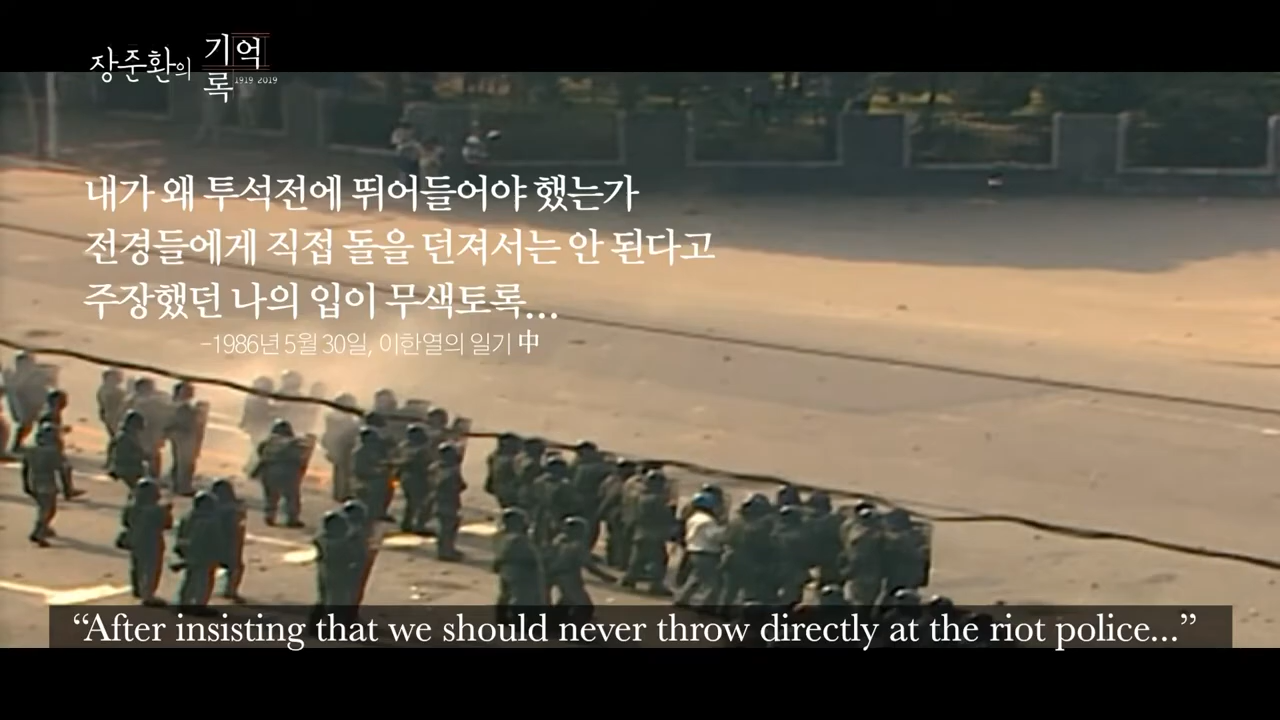 장준환의 기억록
1919 2019
내가 왜 투석전에 뛰어들어야 했는가
전경들에게 직접 돌을 던져서는 안 된다고
주장했던 나의 입이 무색토록...
-1986년 5월 30일, 이한열의 일기 中
“After insisting that we should never throw directly at the riot police...”